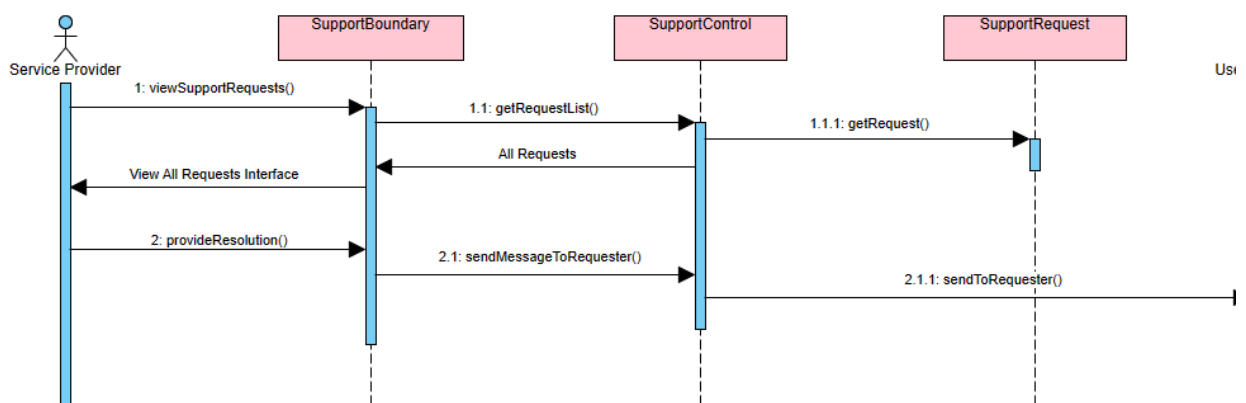 SupportBoundary
SupportControl
SupportRequest
Service Provider
Use
1: viewSupportRequests()
1.1: getRequestList()
1.1.1: getRequest()
All Requests
View All Requests Interface
2: provideResolution()
2.1: sendMessageToRequester()
2.1.1: sendToRequester()